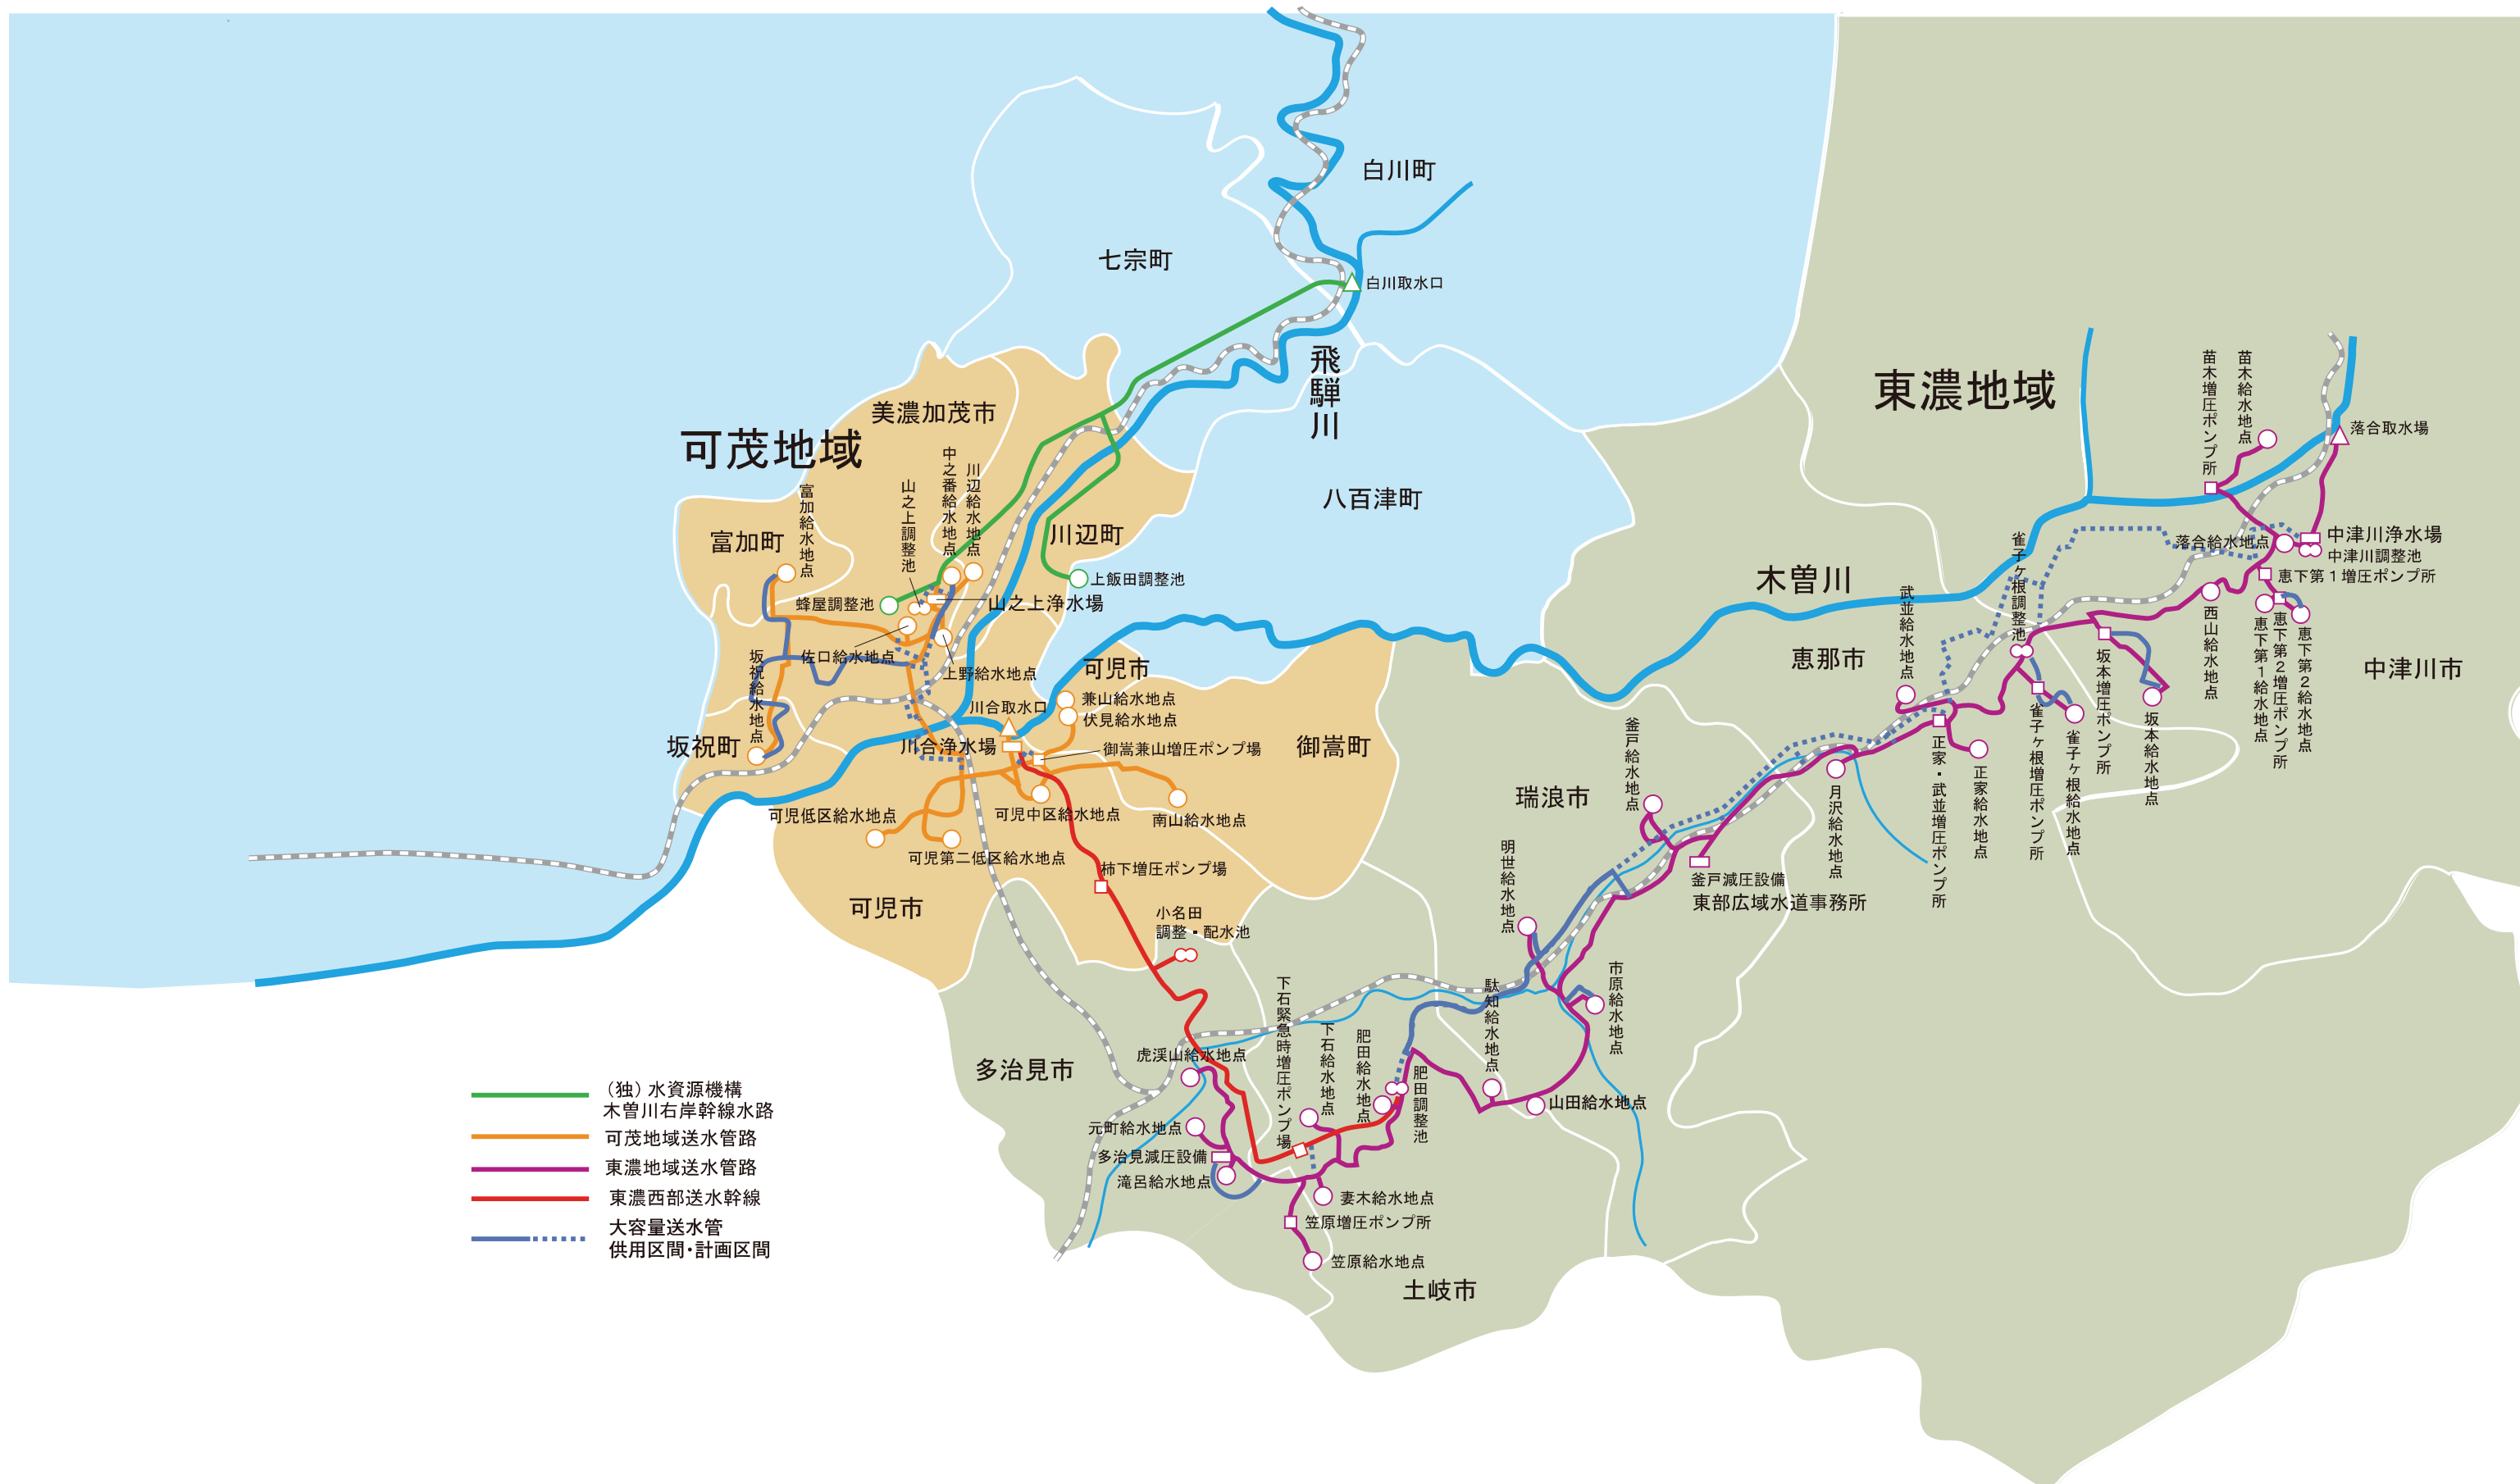 白川町
七宗町
白川取水口
飛騨川
東濃地域
苗木増圧ポンプ所
苗木給水地点
落合取水場
美濃加茂市
可茂地域
中之番給水地点
川辺給水地点
山之上調整池
富加給水地点
八百津町
富加町
川辺町
中津川浄水場
落合給水地点
中津川調整池
恵下第1増圧ポンプ所
雀子ヶ根調整池
木曽川
上飯田調整池
蜂屋調整池
山之上浄水場
武並給水地点
西山給水地点
恵下第1給水地点
恵下第2増圧ポンプ所
恵下第2給水地点
佐口給水地点
坂祝給水地点
上野給水地点
可児市
恵那市
坂本増圧ポンプ所
中津川市
兼山給水地点
川合取水口
伏見給水地点
雀子ヶ根増圧ポンプ所
雀子ヶ根給水地点
坂本給水地点
坂祝町
川合浄水場
御嵩兼山増圧ポンプ場
御嵩町
釜戸給水地点
正家・武並増圧ポンプ所
正家給水地点
瑞浪市
月沢給水地点
可児低区給水地点
可児中区給水地点
南山給水地点
可児第二低区給水地点
明世給水地点
柿下増圧ポンプ場
釜戸減圧設備
東部広域水道事務所
可児市
小名田
調整・配水池
市原給水地点
下石緊急時増圧ポンプ場
駄知給水地点
下石給水地点
肥田給水地点
虎渓山給水地点
多治見市
肥田調整池
山田給水地点
元町給水地点
多治見減圧設備
滝呂給水地点
妻木給水地点
笠原増圧ポンプ所
笠原給水地点
土岐市
（独）水資源機構
木曽川右岸幹線水路
可茂地域送水管路
東濃地域送水管路
東濃西部送水幹線
大容量送水管
供用区間・計画区間